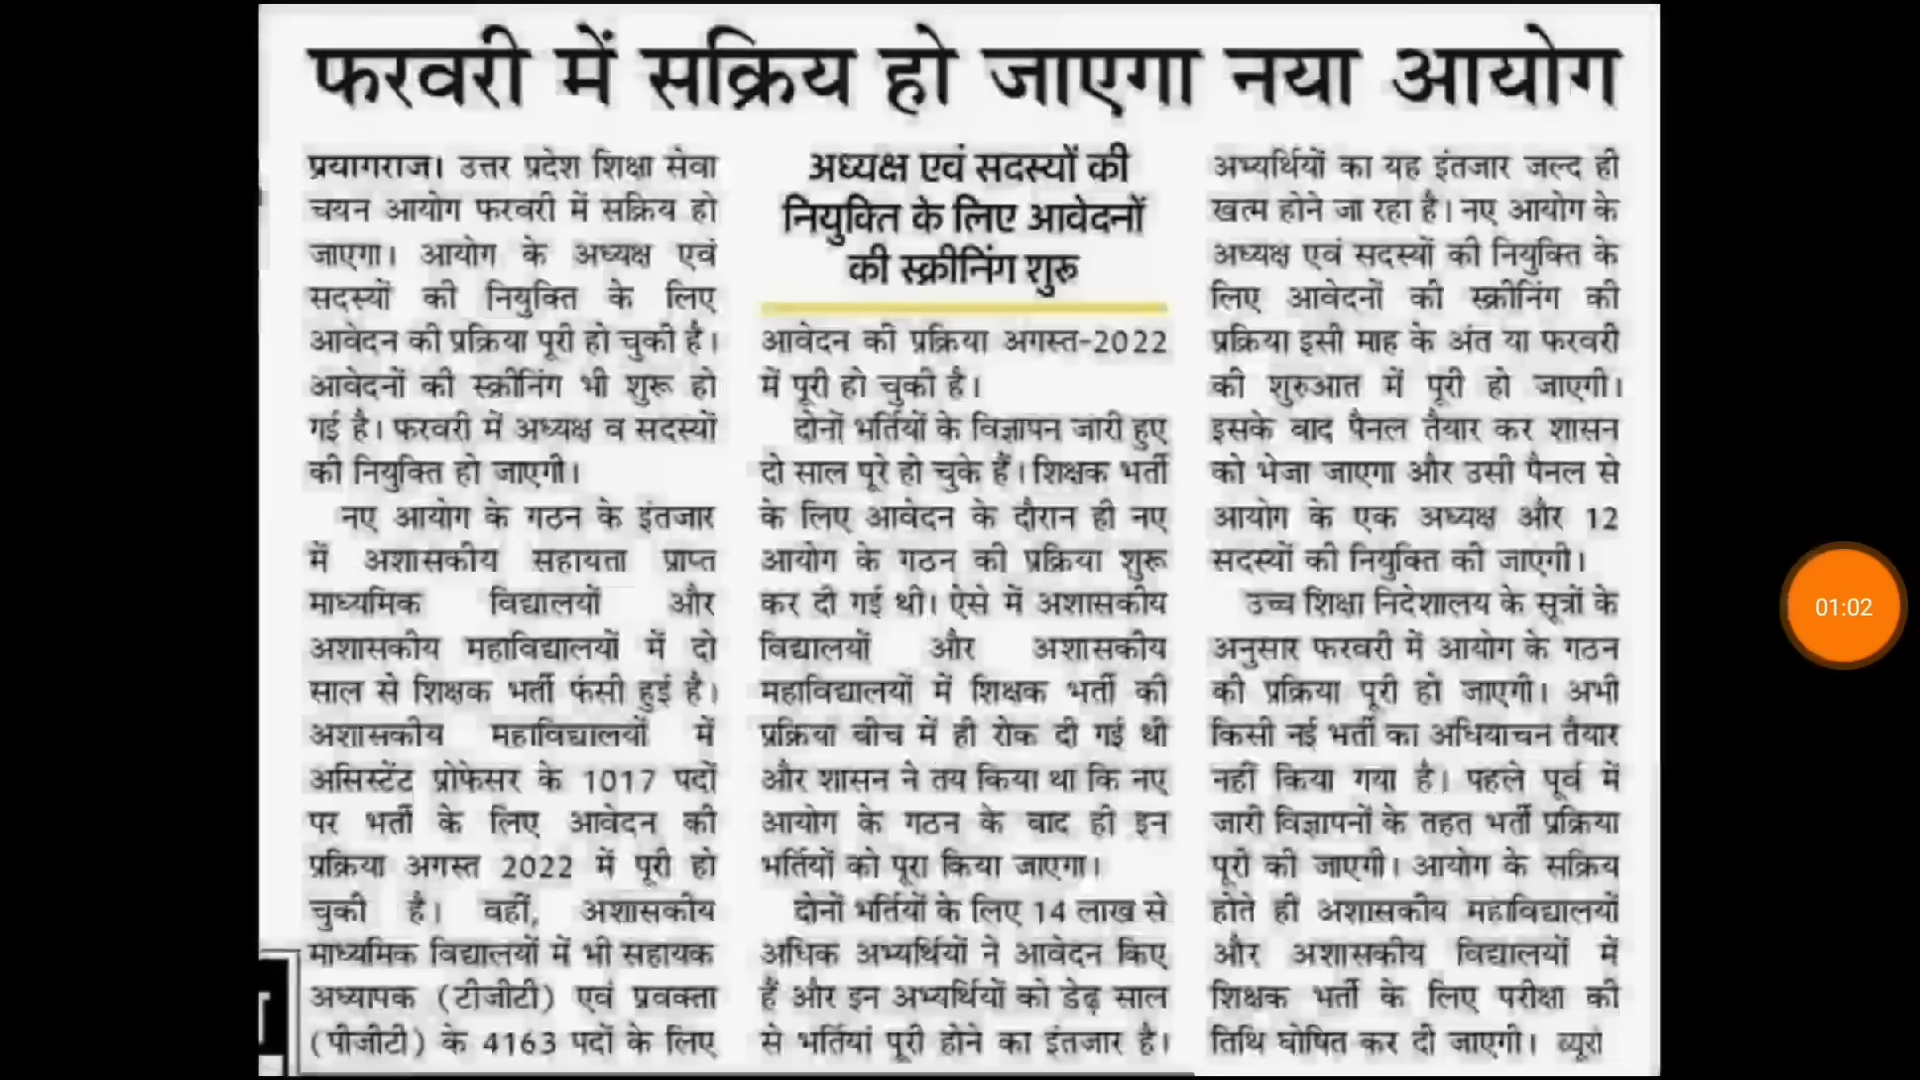 फरवरी में सक्रिय हो जाएगा नया आयोग
प्रयागराज। उत्तर प्रदेश शिक्षा सेवा
चयन आयोग फरवरी में सक्रिय हो
जाएगा। आयोग के अध्यक्ष एवं
सदस्यों की नियुक्ति के लिए
आवेदन की प्रक्रिया पूरी हो चुकी है।
आवेदनों की स्क्रीनिंग भी शुरू हो
गई है। फरवरी में अध्यक्ष व सदस्यों
की नियुक्ति हो जाएगी।
नए आयोग के गठन के इंतजार
में अशासकीय सहायता प्राप्त
माध्यमिक विद्यालयों और
अशासकीय महाविद्यालयों में दो
साल से शिक्षक भर्ती फंसी हुई है।
अशासकीय महाविद्यालयों में
असिस्टेंट प्रोफेसर के 1017 पदों
पर भर्ती के लिए आवेदन की
प्रक्रिया अगस्त 2022 में पूरी हो
चुकी है। वहीं, अशासकीय
माध्यमिक विद्यालयों में भी सहायक
अध्यापक (टीजीटी) एवं प्रवक्ता
(पीजीटी) के 4163 पदों के लिए
अध्यक्ष एवं सदस्यों की
नियुक्ति के लिए आवेदनों
की स्क्रीनिंग शुरू
आवेदन की प्रक्रिया अगस्त-2022
में पूरी हो चुकी है।
दोनों भर्तियों के विज्ञापन जारी हुए
दो साल पूरे हो चुके हैं। शिक्षक भर्ती
के लिए आवेदन के दौरान ही नए
आयोग के गठन की प्रक्रिया शुरू
कर दी गई थी। ऐसे में अशासकीय
विद्यालयों और अशासकीय
महाविद्यालयों में शिक्षक भर्ती की
प्रक्रिया बीच में ही रोक दी गई थी
और शासन ने तय किया था कि नए
आयोग के गठन के बाद ही इन
भर्तियों को पूरा किया जाएगा।
दोनों भर्तियों के लिए 14 लाख से
अधिक अभ्यर्थियों ने आवेदन किए
हैं और इन अभ्यर्थियों को डेढ़ साल
से भर्तियां पूरी होने का इंतजार है।
अभ्यर्थियों का यह इंतजार जल्द ही
खत्म होने जा रहा है। नए आयोग के
अध्यक्ष एवं सदस्यों की नियुक्ति के
लिए आवेदनों की स्क्रीनिंग की
प्रक्रिया इसी माह के अंत या फरवरी
की शुरुआत में पूरी हो जाएगी।
इसके बाद पैनल तैयार कर शासन
को भेजा जाएगा और उसी पैनल से
आयोग के एक अध्यक्ष और 12
सदस्यों की नियुक्ति की जाएगी।
उच्च शिक्षा निदेशालय के सूत्रों के
अनुसार फरवरी में आयोग के गठन
की प्रक्रिया पूरी हो जाएगी। अभी
किसी नई भर्ती का अधियाचन तैयार
नहीं किया गया है। पहले पूर्व में
जारी विज्ञापनों के तहत भर्ती प्रक्रिया
पूरी की जाएगी। आयोग के सक्रिय
होते ही अशासकीय महाविद्यालयों
और अशासकीय विद्यालयों में
शिक्षक भर्ती के लिए परीक्षा की
तिथि घोषित कर दी जाएगी। ब्यूरो
01:02